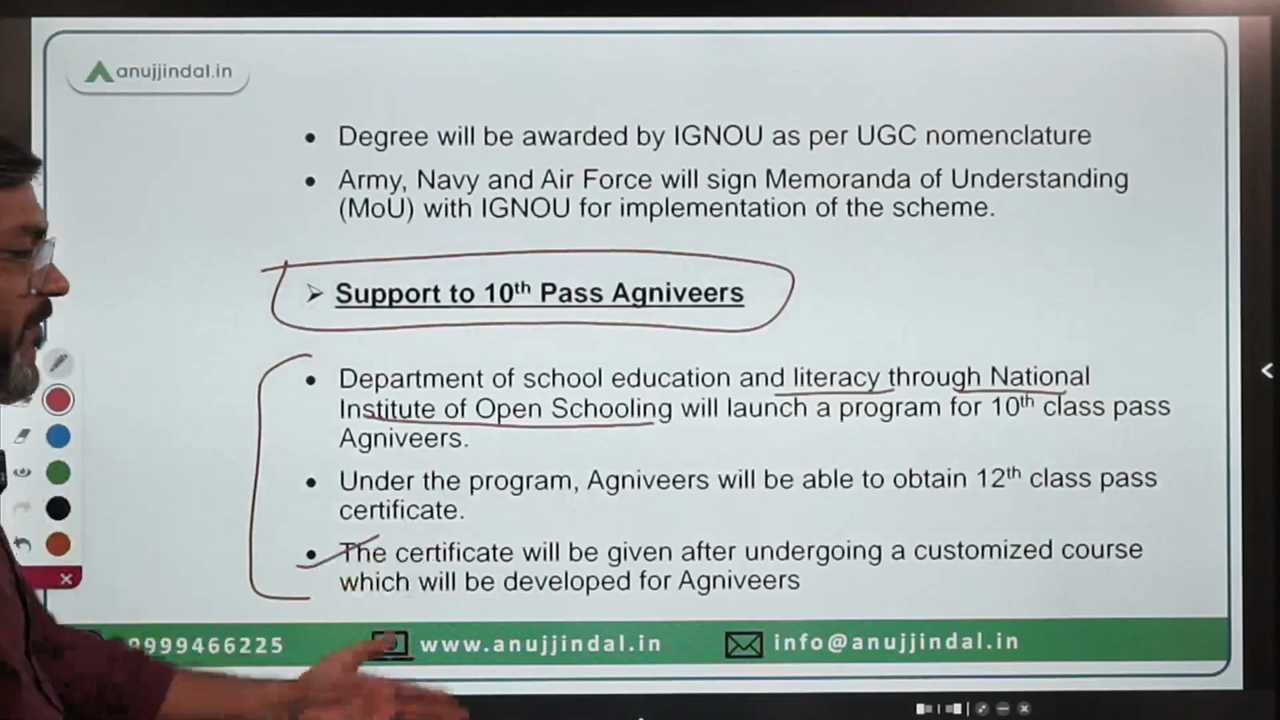 anujjindal.in
• Degree will be awarded by IGNOU as per UGC nomenclature
• Army, Navy and Air Force will sign Memoranda of Understanding
(MoU) with IGNOU for implementation of the scheme.
➢ Support to 10th Pass Agniveers
• Department of school education and literacy through National
Institute of Open Schooling will launch a program for 10th class pass
Agniveers.
• Under the program, Agniveers will be able to obtain 12th class pass
certificate.
• The certificate will be given after undergoing a customized course
which will be developed for Agniveers
9999466225 www.anujjindal.in info@anujjindal.in